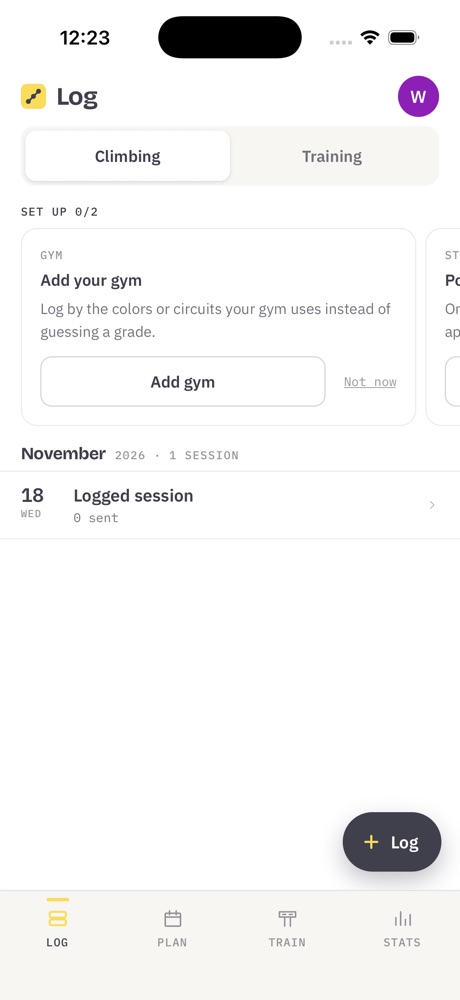 12:23
Log
W
Climbing
Training
SET UP 0/2
GYM
Add your gym
Log by the colors or circuits your gym uses instead of
guessing a grade.
Add gym
Not now
November 2026 · 1 SESSION
18
WED
Logged session
0 sent
+ Log
LOG
PLAN
TRAIN
STATS